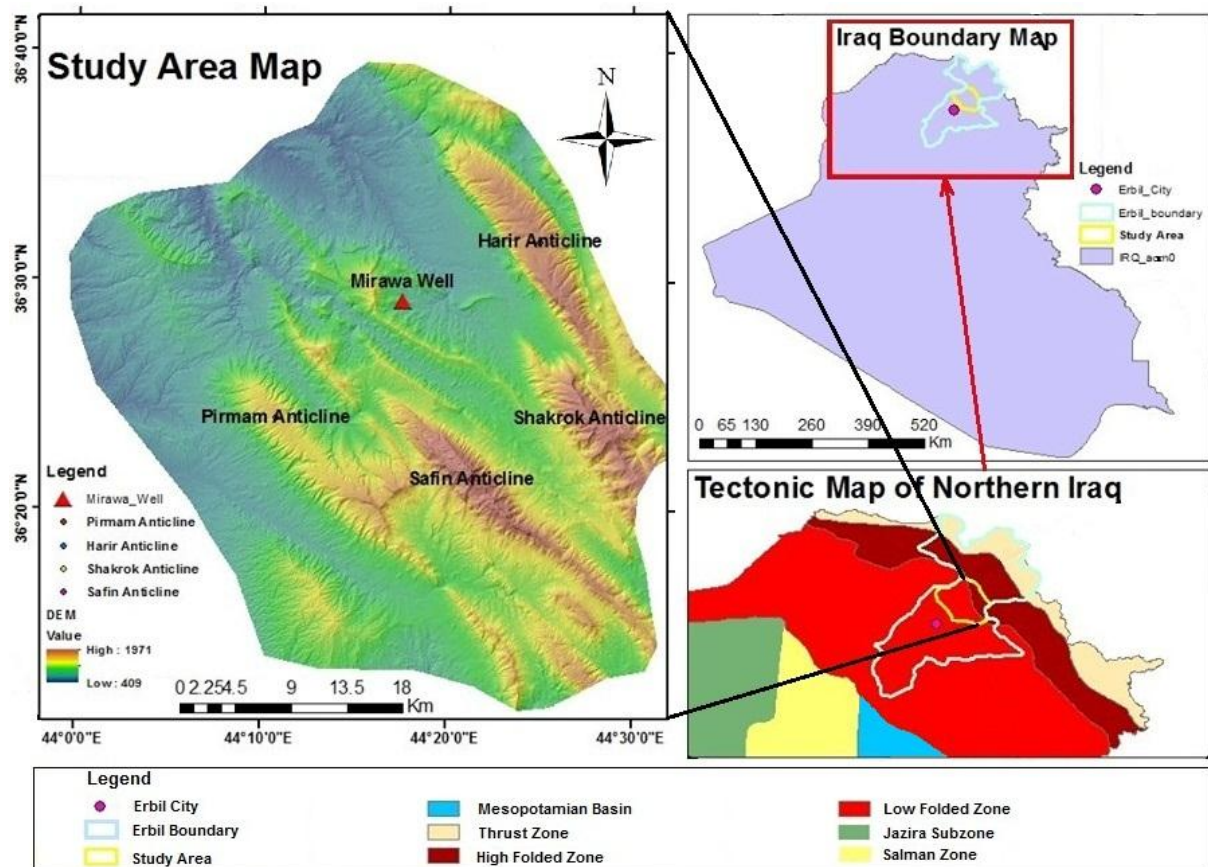 Study Area Map
N
36°40'0"N
36°30'0"N
36°20'0"N
Harir Anticline
Mirawa Well
Pirmam Anticline
Shakrok Anticline
Safin Anticline
Legend
Mirawa_Well
Pirmam Anticline
Harir Anticline
Shakrok Anticline
Safin Anticline
DEM
Value
High : 1971
Low : 409
0 2.25 4.5 9 13.5 18
Km
44°0'0"E 44°10'0"E 44°20'0"E 44°30'0"E
Iraq Boundary Map
Legend
Erbil_City
Erbil_boundary
Study Area
0 65 130 260 390 520
Km
Tectonic Map of Northern Iraq
Legend
Erbil City
Erbil Boundary
Study Area
Mesopotamian Basin
Thrust Zone
High Folded Zone
Low Folded Zone
Jazira Subzone
Salman Zone